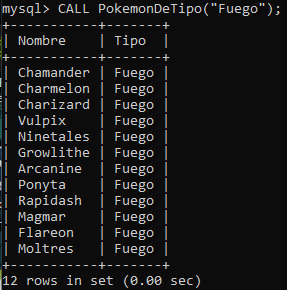 mysql> CALL PokemonDeTipo("Fuego");
+-----------+-------+
| Nombre    | Tipo  |
+-----------+-------+
| Chamander | Fuego |
| Charmelon | Fuego |
| Charizard | Fuego |
| Vulpix    | Fuego |
| Ninetales | Fuego |
| Growlithe | Fuego |
| Arcanine  | Fuego |
| Ponyta    | Fuego |
| Rapidash  | Fuego |
| Magmar    | Fuego |
| Flareon   | Fuego |
| Moltres   | Fuego |
+-----------+-------+
12 rows in set (0.00 sec)